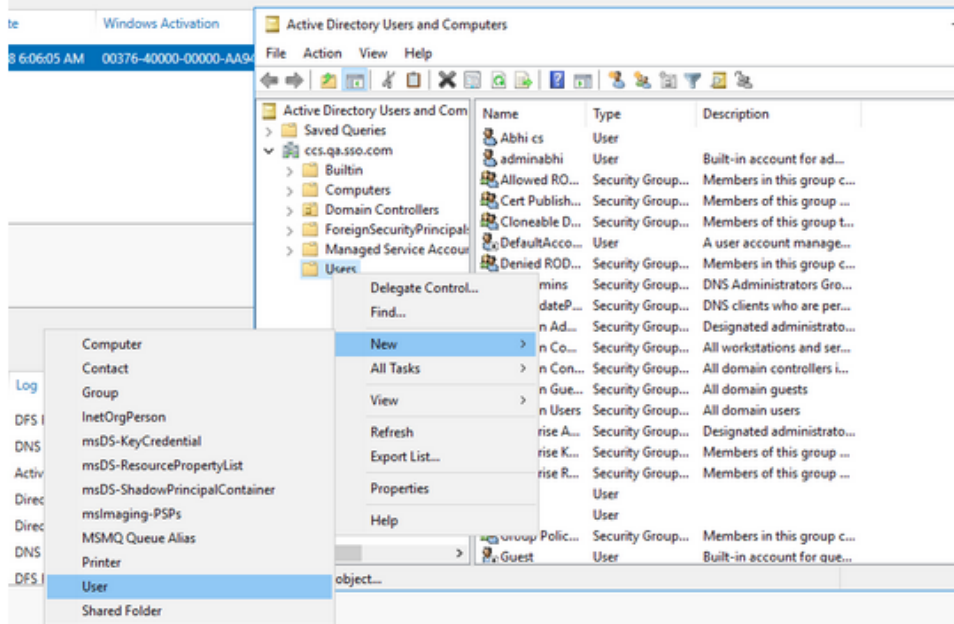 te Windows Activation
8 6:06:05 AM 00376-40000-00000-AA94
Active Directory Users and Computers
File Action View Help
Active Directory Users and Com
Saved Queries
ccs.qa.sso.com
Builtin
Computers
Domain Controllers
ForeignSecurityPrincipals
Managed Service Accour
Users
Name Type Description
Abhi cs User
adminabhi User Built-in account for ad...
Allowed RO... Security Group... Members in this group c...
Cert Publish... Security Group... Members of this group ...
Cloneable D... Security Group... Members of this group t...
DefaultAcco... User A user account manage...
Denied ROD... Security Group... Members in this group c...
mins Security Group... DNS Administrators Gro...
dateP... Security Group... DNS clients who are per...
n Ad... Security Group... Designated administrato...
n Co... Security Group... All workstations and ser...
n Con... Security Group... All domain controllers i...
n Gue... Security Group... All domain guests
n Users Security Group... All domain users
rise A... Security Group... Designated administrato...
rise K... Security Group... Members of this group ...
rise R... Security Group... Members of this group ...
User
User
Group Polic... Security Group... Members in this group c...
Guest User Built-in account for gue...
Delegate Control...
Find...
New
All Tasks
View
Refresh
Export List...
Properties
Help
Computer
Contact
Group
InetOrgPerson
msDS-KeyCredential
msDS-ResourcePropertyList
msDS-ShadowPrincipalContainer
msImaging-PSPs
MSMQ Queue Alias
Printer
User
Shared Folder
object...
Log
DFS
DNS
Activ
Direc
Direc
DNS
DFS